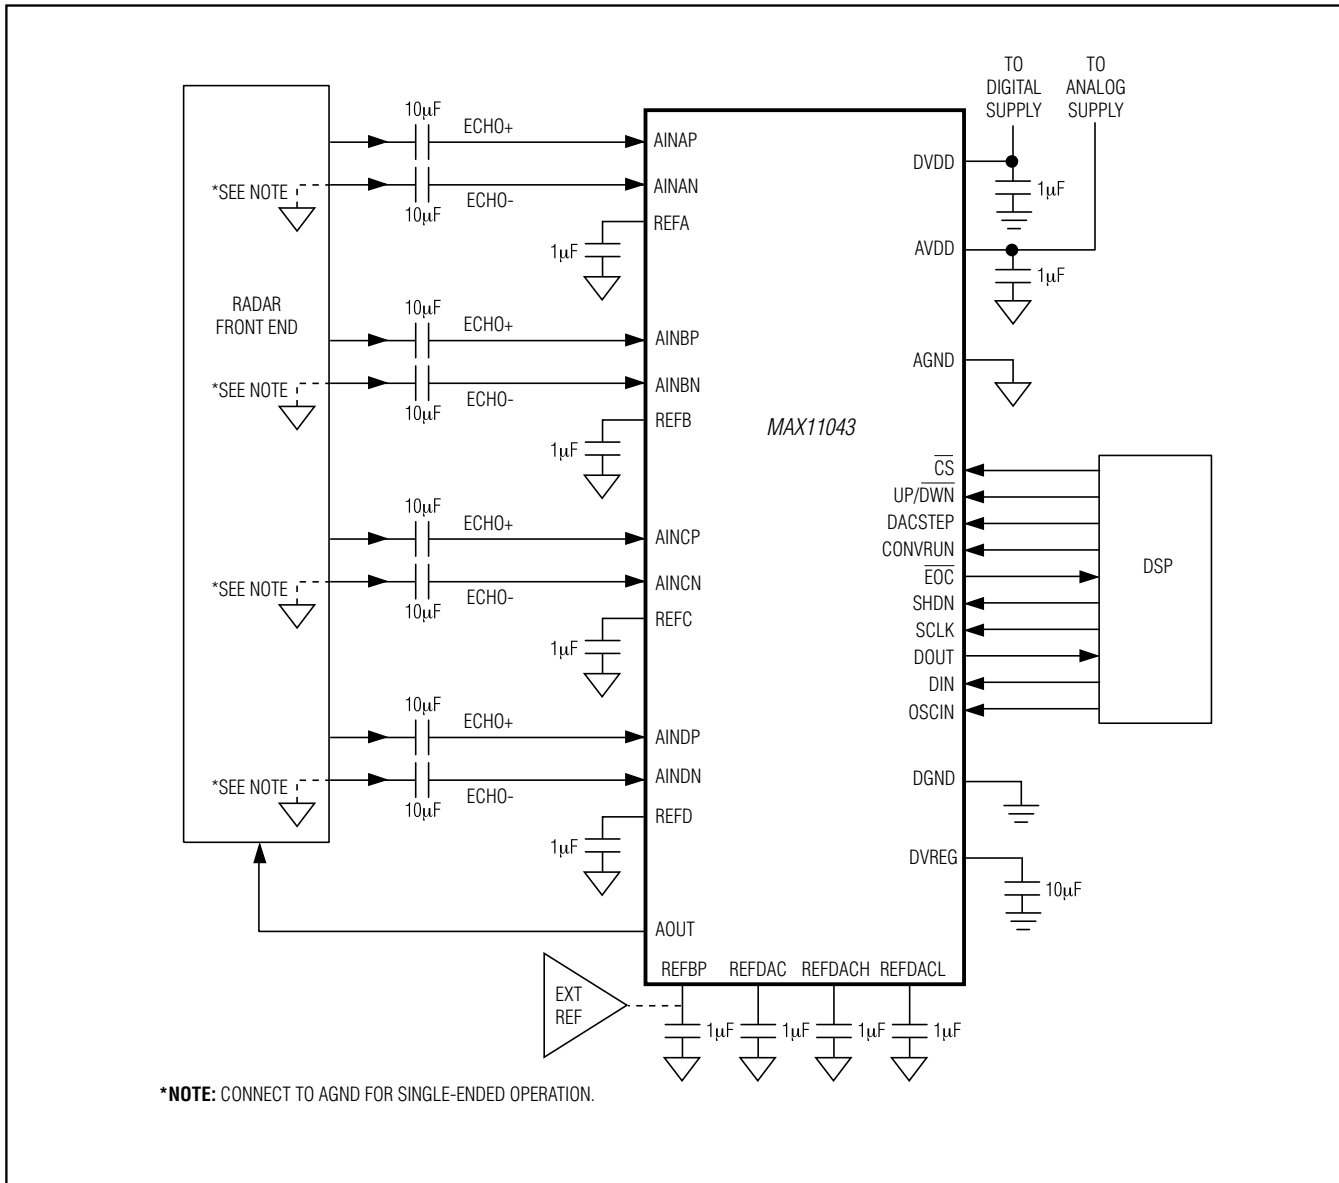 TO
DIGITAL
SUPPLY
TO
ANALOG
SUPPLY
10μF
ECHO+
AINAP
*SEE NOTE
AINAN
10μF
ECHO-
REFA
1μF
DVDD
1μF
AVDD
1μF
RADAR
FRONT END
10μF
ECHO+
AINBP
*SEE NOTE
AINBN
10μF
ECHO-
REFB
1μF
AGND
MAX11043
10μF
ECHO+
AINCP
*SEE NOTE
AINCN
10μF
ECHO-
REFC
1μF
C̅S̅
UP/D̅W̅N̅
DACSTEP
CONVRUN
E̅O̅C̅
SHDN
SCLK
DOUT
DIN
OSCIN
DSP
10μF
ECHO+
AINDP
*SEE NOTE
AINDN
10μF
ECHO-
REFD
1μF
DGND
DVREG
10μF
AOUT
REFBP
REFDAC
REFDACH
REFDACL
EXT
REF
1μF
1μF
1μF
1μF
*NOTE: CONNECT TO AGND FOR SINGLE-ENDED OPERATION.